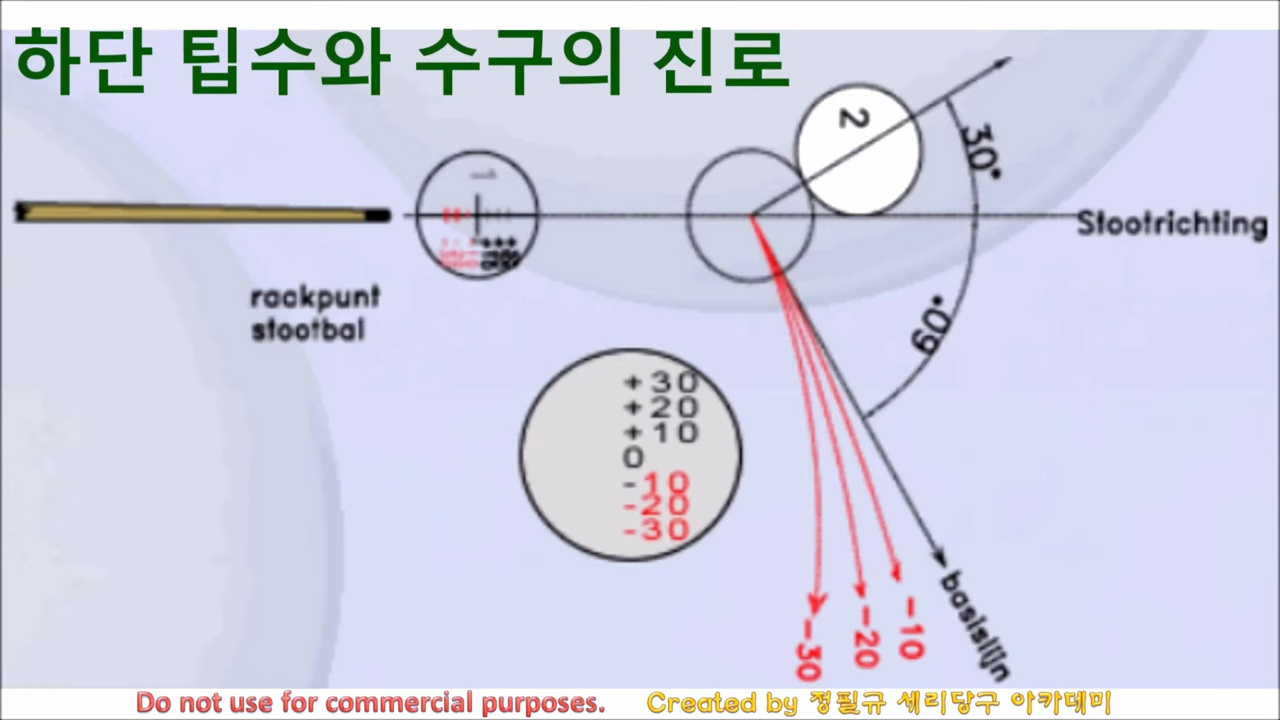 하단 팁수와 수구의 진로
2
1
30°
Stootrichting
raakpunt
stootbal
60°
+30
+20
+10
0
-10
-20
-30
-30
-20
-10
basislijn
Do not use for commercial purposes. Created by 정필규 세리당구 아카데미